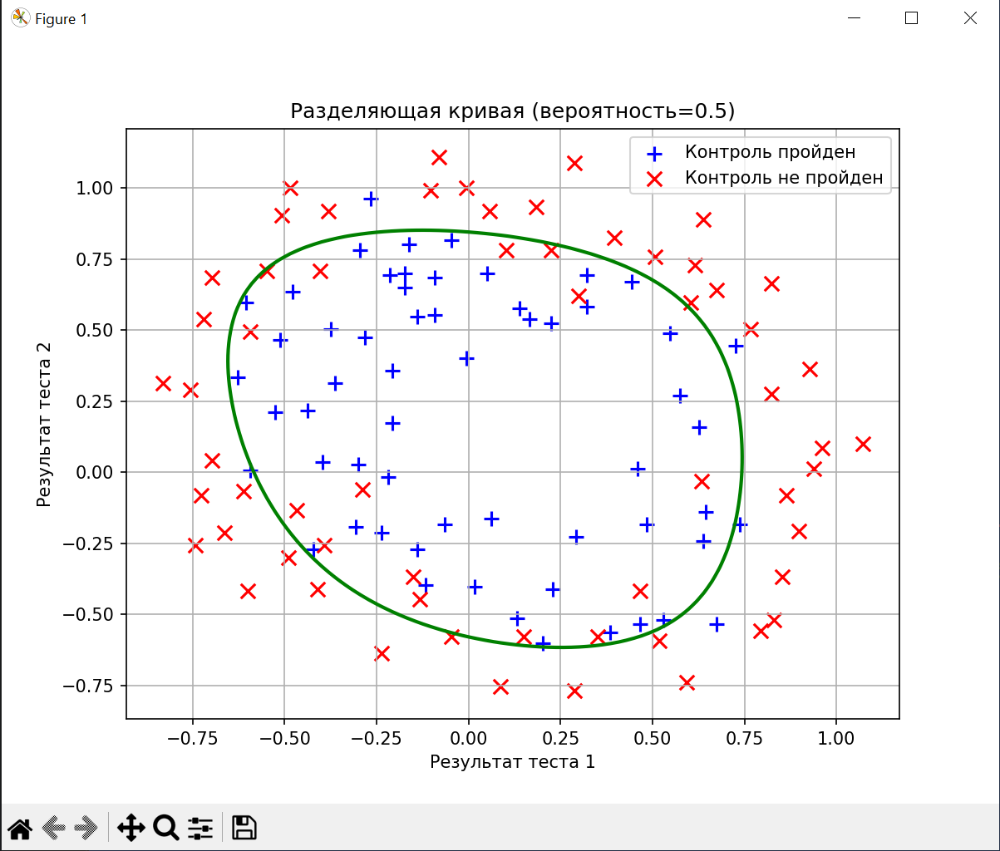 Figure 1
Разделяющая кривая (вероятность=0.5)
Контроль пройден
Контроль не пройден
1.00
0.75
0.50
0.25
0.00
−0.25
−0.50
−0.75
Результат теста 2
−0.75 −0.50 −0.25 0.00 0.25 0.50 0.75 1.00
Результат теста 1